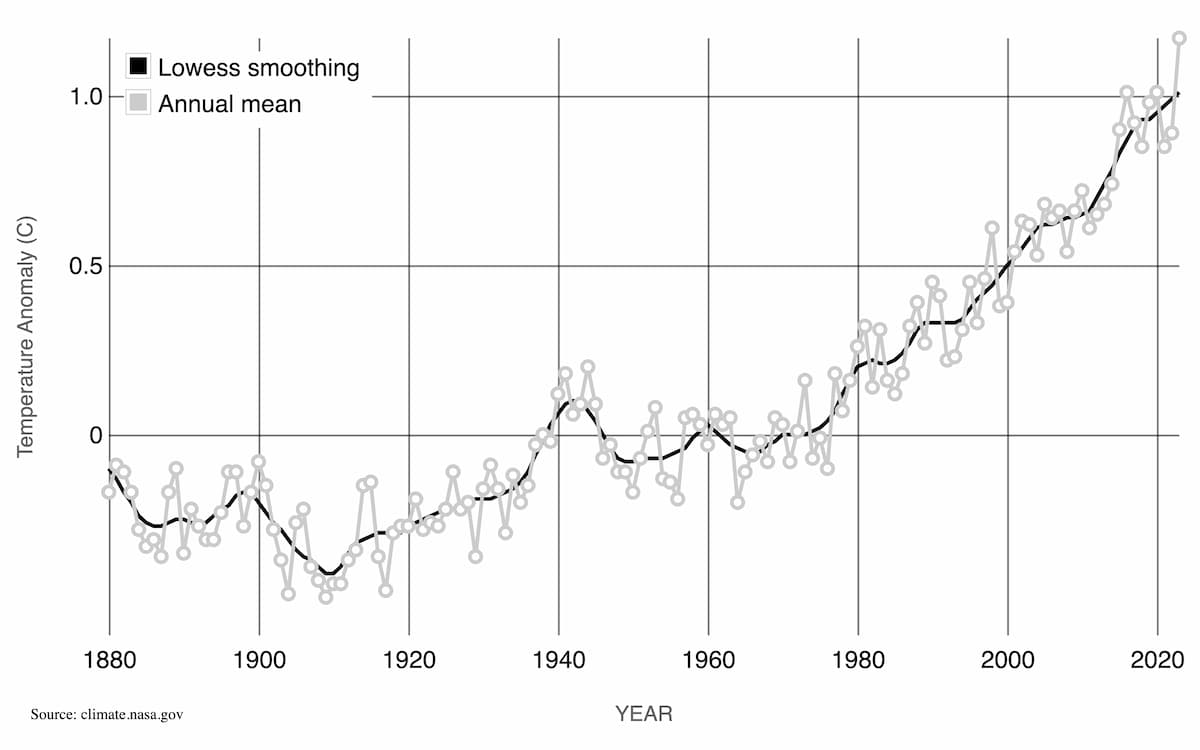 Lowess smoothing
1.0
Annual mean
Temperature Anomaly (C)
0.5
0
1880 1900 1920 1940 1960 1980 2000 2020
Source: climate.nasa.gov
YEAR